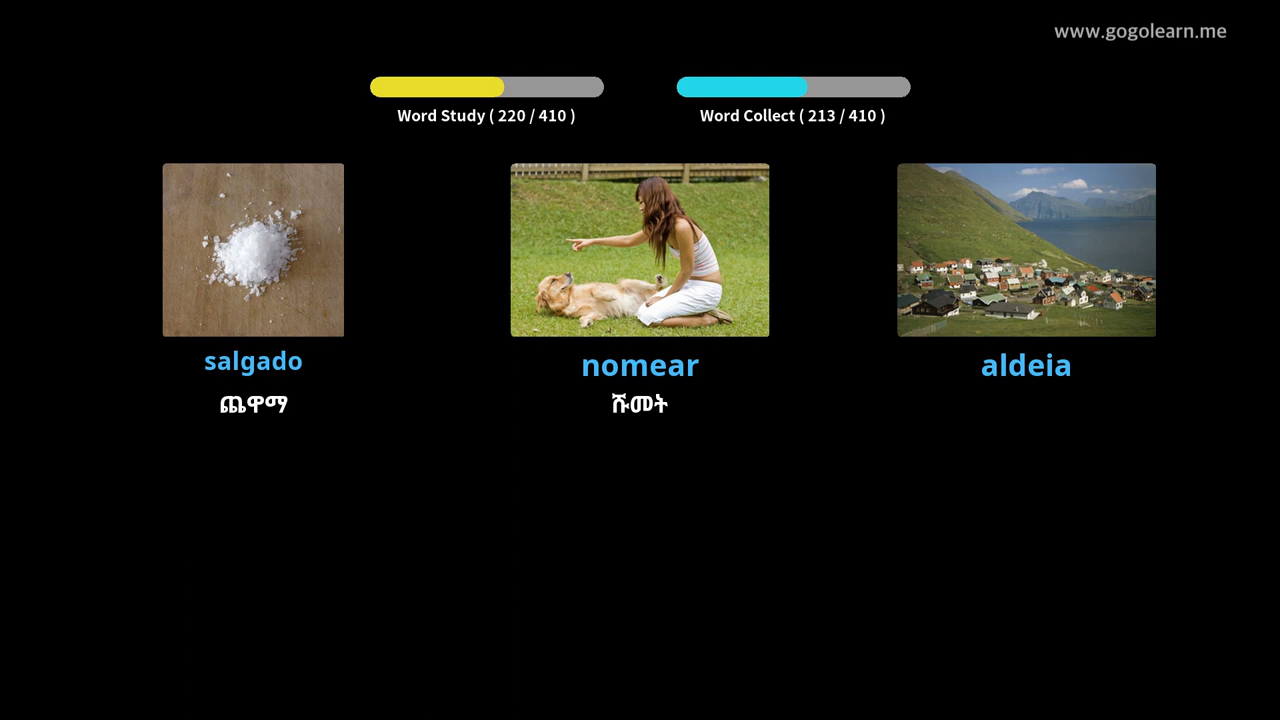 www.gogolearn.me
Word Study ( 220 / 410 )
Word Collect ( 213 / 410 )
salgado
ጨዋማ
nomear
ሹመት
aldeia